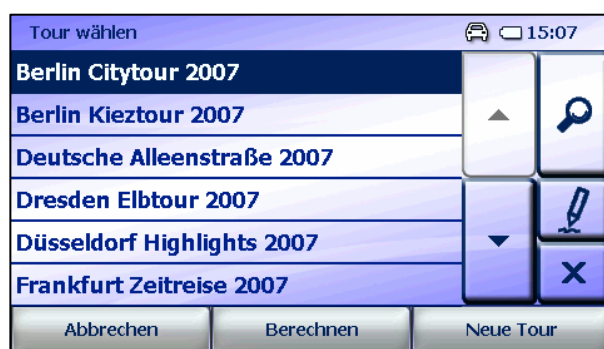 Tour wählen 15:07
Berlin Citytour 2007
Berlin Kieztour 2007
Deutsche Alleenstraße 2007
Dresden Elbtour 2007
Düsseldorf Highlights 2007
Frankfurt Zeitreise 2007
Abbrechen Berechnen Neue Tour